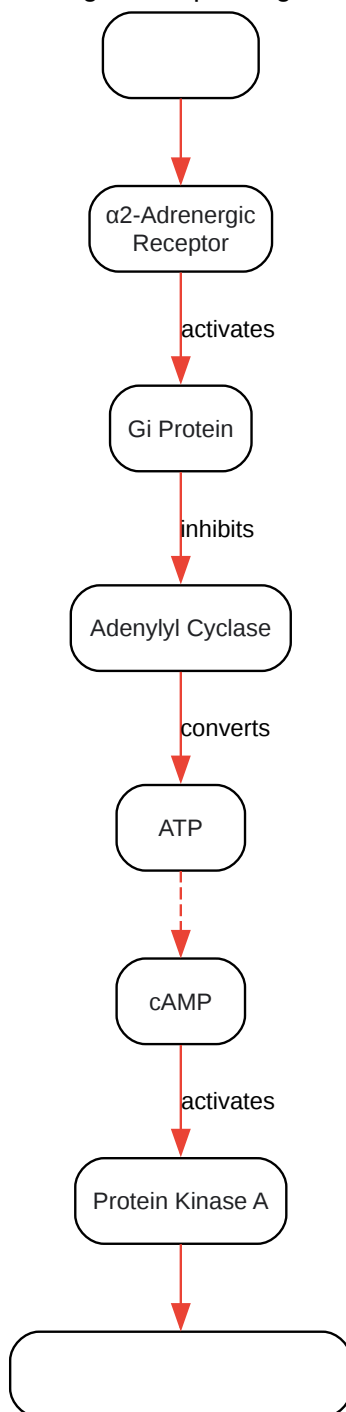 α2-Adrenergic
Receptor
activates
Gi Protein
inhibits
Adenylyl Cyclase
converts
ATP
cAMP
activates
Protein Kinase A